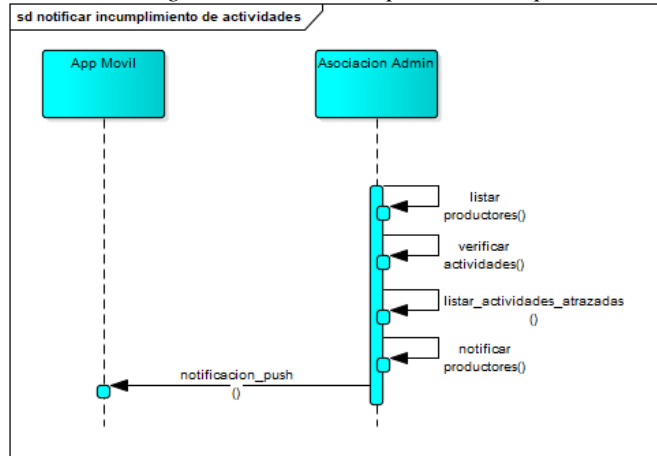 sd notificar incumplimiento de actividades
App Movil
Asociacion Admin
listar
productores()
verificar
actividades()
listar_actividades_atrazadas
()
notificar
productores()
notificacion_push
()